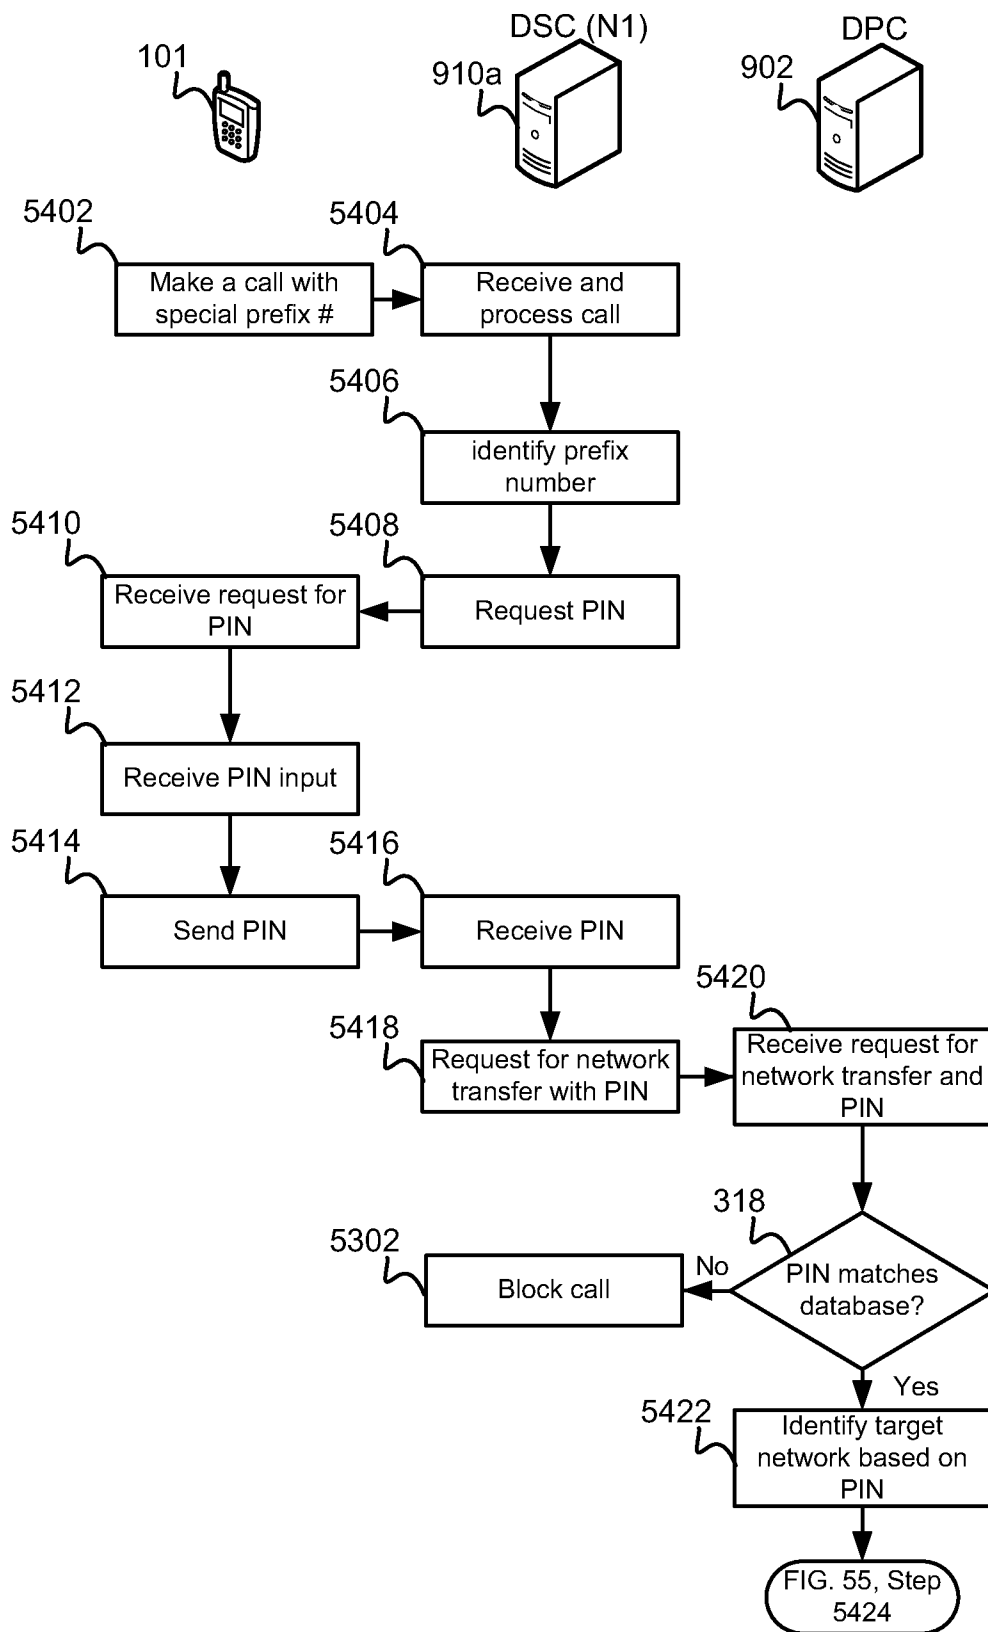 DSC (N1)
DPC
101
910a
902
5402
5404
Make a call with
special prefix #
Receive and
process call
5406
identify prefix
number
5410
5408
Receive request for
PIN
Request PIN
5412
Receive PIN input
5414
5416
Send PIN
Receive PIN
5420
5418
Request for network
transfer with PIN
Receive request for
network transfer and
PIN
318
5302
No
Block call
PIN matches
database?
Yes
5422
Identify target
network based on
PIN
FIG. 55, Step
5424